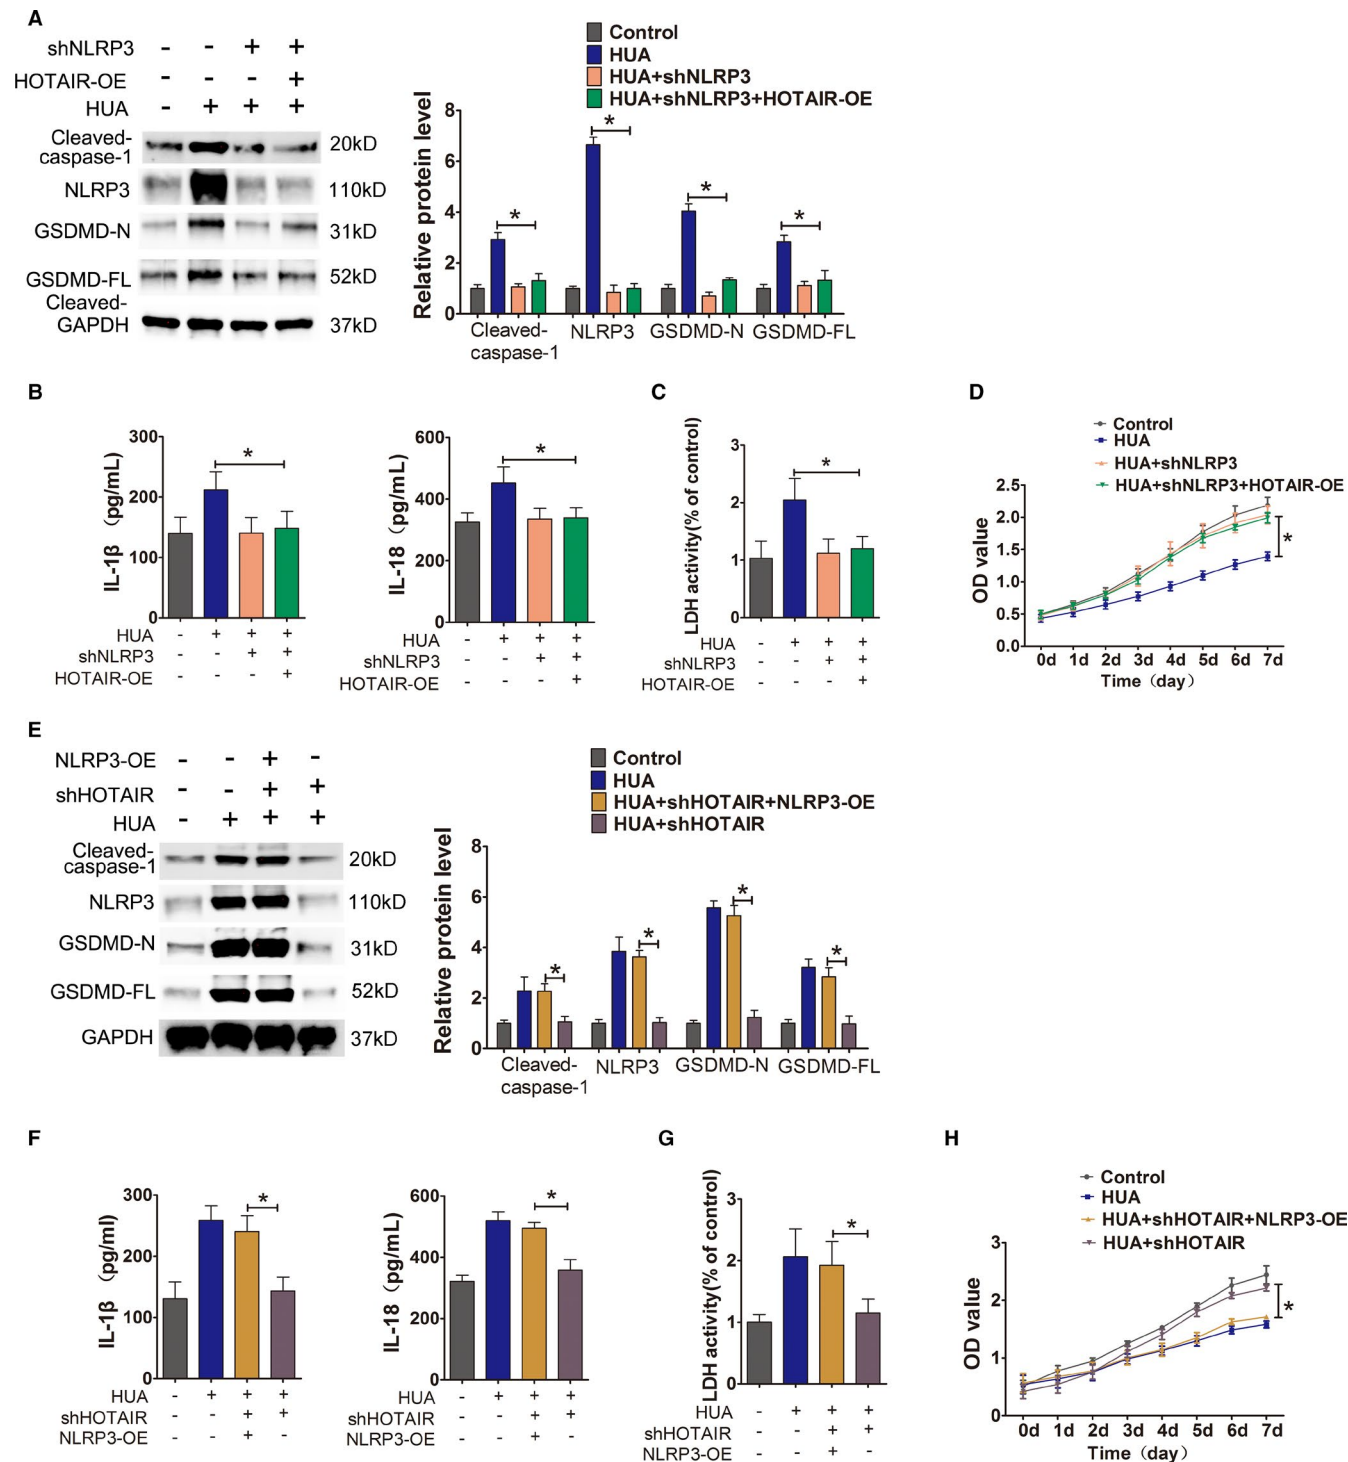 A
shNLRP3 - - + +
HOTAIR-OE - - - +
HUA - + + +
Cleaved-
caspase-1 20kD
NLRP3 110kD
GSDMD-N 31kD
GSDMD-FL 52kD
Cleaved-
GAPDH 37kD
Control
HUA
HUA+shNLRP3
HUA+shNLRP3+HOTAIR-OE
Relative protein level
8
6
4
2
0
* * * *
Cleaved-
caspase-1
NLRP3
GSDMD-N
GSDMD-FL
B
IL-1β （pg/mL)
300
200
100
0
*
HUA - + + +
shNLRP3 - - + +
HOTAIR-OE - - - +
IL-18（pg/mL)
600
400
200
0
*
HUA - + + +
shNLRP3 - - + +
HOTAIR-OE - - - +
C
LDH activity(% of control)
3
2
1
0
*
HUA - + + +
shNLRP3 - - + +
HOTAIR-OE - - - +
D
Control
HUA
HUA+shNLRP3
HUA+shNLRP3+HOTAIR-OE
OD value
2.5
2.0
1.5
1.0
0.5
0.0
*
0d 1d 2d 3d 4d 5d 6d 7d
Time（day）
E
NLRP3-OE - - + -
shHOTAIR - - + +
HUA - + + +
Cleaved-
caspase-1 20kD
NLRP3 110kD
GSDMD-N 31kD
GSDMD-FL 52kD
GAPDH 37kD
Control
HUA
HUA+shHOTAIR+NLRP3-OE
HUA+shHOTAIR
Relative protein level
8
6
4
2
0
* * * *
Cleaved-
caspase-1
NLRP3
GSDMD-N
GSDMD-FL
F
IL-1β （pg/ml)
300
200
100
0
*
HUA - + + +
shHOTAIR - - + +
NLRP3-OE - - + -
IL-18（pg/mL)
600
400
200
0
*
HUA - + + +
shHOTAIR - - + +
NLRP3-OE - - + -
G
LDH activity(% of control)
3
2
1
0
*
HUA - + + +
shHOTAIR - - + +
NLRP3-OE - - + -
H
Control
HUA
HUA+shHOTAIR+NLRP3-OE
HUA+shHOTAIR
OD value
3
2
1
0
*
0d 1d 2d 3d 4d 5d 6d 7d
Time（day）